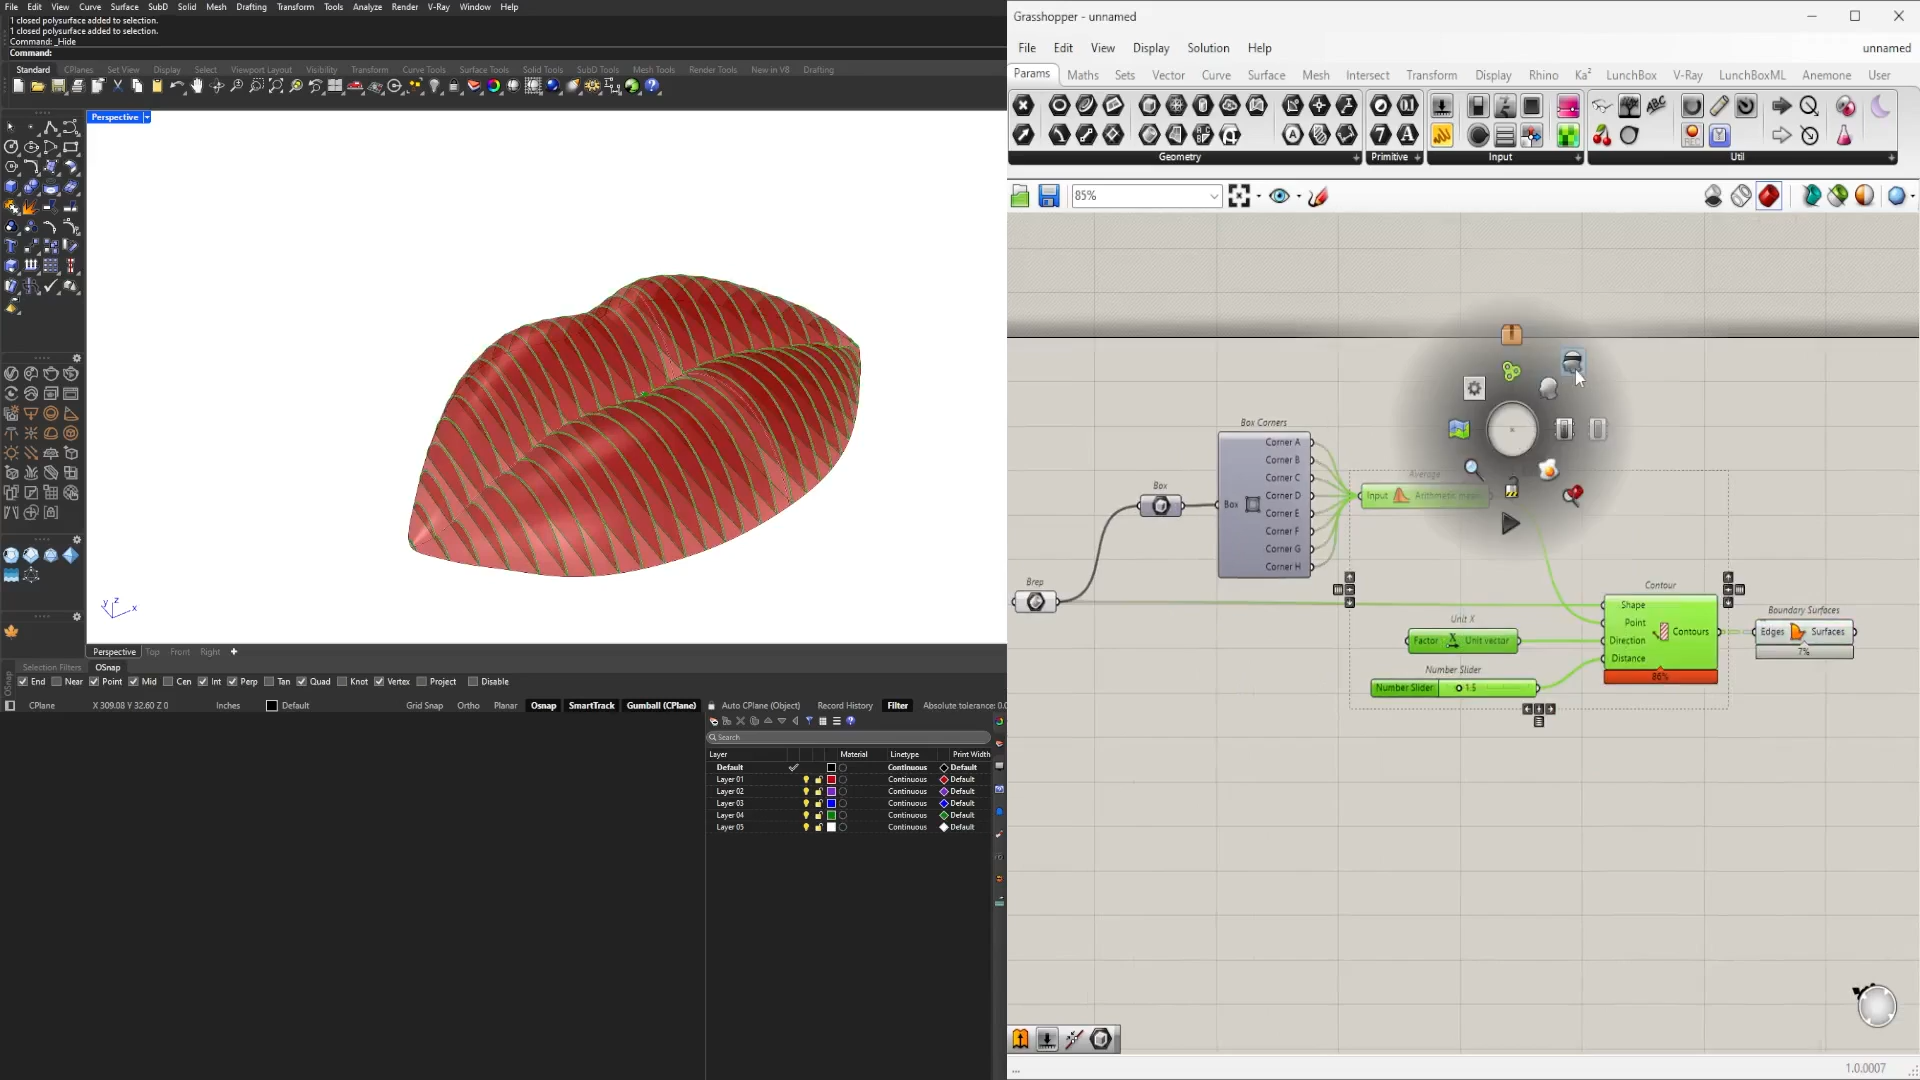 File Edit View Curve Surface SubD Solid Mesh Drafting Transform Tools Analyze Render V-Ray Window Help
1 closed polysurface added to selection.
1 closed polysurface added to selection.
Command: _Hide
Command:
Standard CPlanes Set View Display Select Viewport Layout Visibility Transform Curve Tools Surface Tools Solid Tools SubD Tools Mesh Tools Render Tools New in V8 Drafting
Perspective
z
y
x
Perspective Top Front Right
Selection Filters OSnap
OSnap
End Near Point Mid Cen Int Perp Tan Quad Knot Vertex Project Disable
CPlane X 309.08 Y 32.60 Z 0 Inches Default Grid Snap Ortho Planar Osnap SmartTrack Gumball (CPlane) Auto CPlane (Object) Record History Filter Absolute tolerance: 0.0
Search
Layer Material Linetype Print Width
Default Continuous Default
Layer 01 Continuous Default
Layer 02 Continuous Default
Layer 03 Continuous Default
Layer 04 Continuous Default
Layer 05 Continuous Default
Grasshopper - unnamed
File Edit View Display Solution Help unnamed
Params Maths Sets Vector Curve Surface Mesh Intersect Transform Display Rhino Ka² LunchBox V-Ray LunchBoxML Anemone User
Geometry Primitive Input Util
85%
Box Corners
Corner A
Corner B
Corner C
Corner D
Corner E
Corner F
Corner G
Corner H
Box
Box
Average
Input Arithmetic mean
Brep
Unit X
Factor Unit vector
Number Slider
Number Slider 1.5
Contour
Shape
Point
Direction
Distance
Contours
86%
Boundary Surfaces
Edges Surfaces
7%
... 1.0.0007